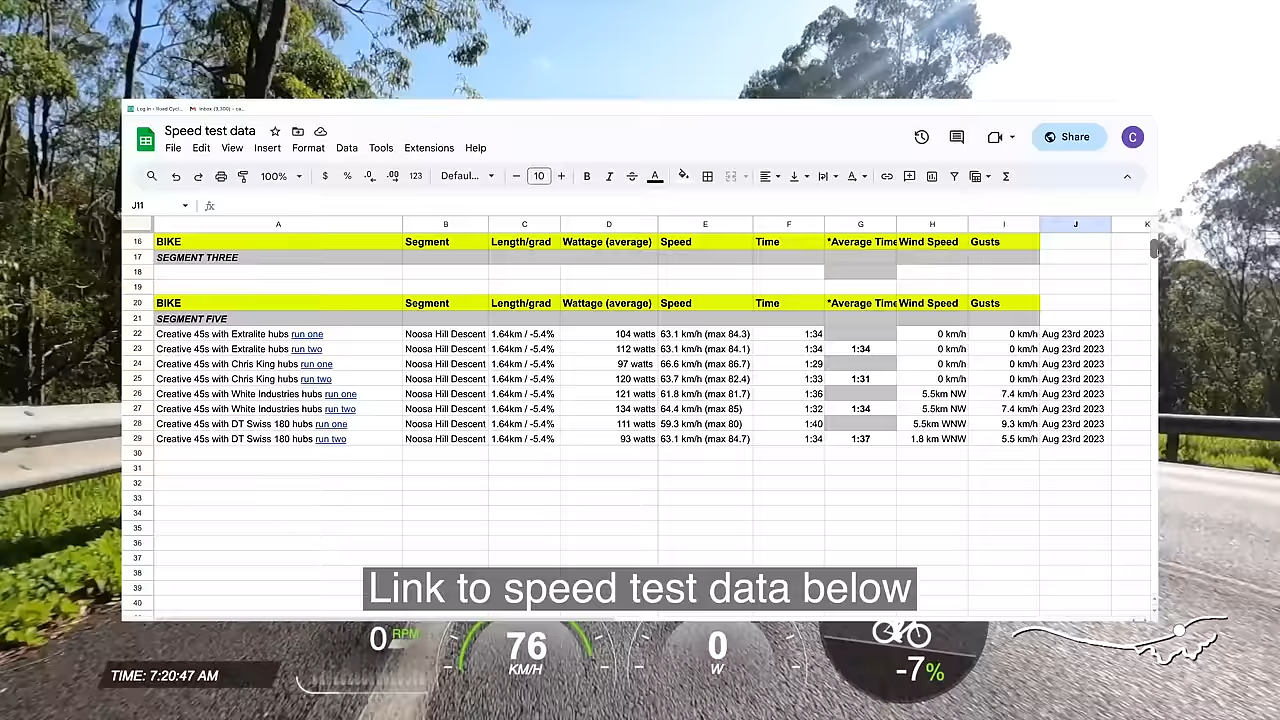 Log in / Road Cycl... Inbox (3,300) – ca...
Speed test data
File Edit View Insert Format Data Tools Extensions Help
Share C
100% $ % .0 .00 123 Defaul... − 10 + B I A Σ
J11 fx
A B C D E F G H I J K
16 BIKE Segment Length/grad Wattage (average) Speed Time *Average Time Wind Speed Gusts
17 SEGMENT THREE
18
19
20 BIKE Segment Length/grad Wattage (average) Speed Time *Average Time Wind Speed Gusts
21 SEGMENT FIVE
22 Creative 45s with Extralite hubs run one Noosa Hill Descent 1.64km / -5.4% 104 watts 63.1 km/h (max 84.3) 1:34 0 km/h 0 km/h Aug 23rd 2023
23 Creative 45s with Extralite hubs run two Noosa Hill Descent 1.64km / -5.4% 112 watts 63.1 km/h (max 84.1) 1:34 1:34 0 km/h 0 km/h Aug 23rd 2023
24 Creative 45s with Chris King hubs run one Noosa Hill Descent 1.64km / -5.4% 97 watts 66.6 km/h (max 86.7) 1:29 0 km/h 0 km/h Aug 23rd 2023
25 Creative 45s with Chris King hubs run two Noosa Hill Descent 1.64km / -5.4% 120 watts 63.7 km/h (max 82.4) 1:33 1:31 0 km/h 0 km/h Aug 23rd 2023
26 Creative 45s with White Industries hubs run one Noosa Hill Descent 1.64km / -5.4% 121 watts 61.8 km/h (max 81.7) 1:36 5.5km NW 7.4 km/h Aug 23rd 2023
27 Creative 45s with White Industries hubs run two Noosa Hill Descent 1.64km / -5.4% 134 watts 64.4 km/h (max 85) 1:32 1:34 5.5km NW 7.4 km/h Aug 23rd 2023
28 Creative 45s with DT Swiss 180 hubs run one Noosa Hill Descent 1.64km / -5.4% 111 watts 59.3 km/h (max 80) 1:40 5.5km WNW 9.3 km/h Aug 23rd 2023
29 Creative 45s with DT Swiss 180 hubs run two Noosa Hill Descent 1.64km / -5.4% 93 watts 63.1 km/h (max 84.7) 1:34 1:37 1.8 km WNW 5.5 km/h Aug 23rd 2023
30
31
32
33
34
35
36
37
38
39
40
Link to speed test data below
0 RPM
76
KM/H
0
W
-7%
TIME: 7:20:47 AM